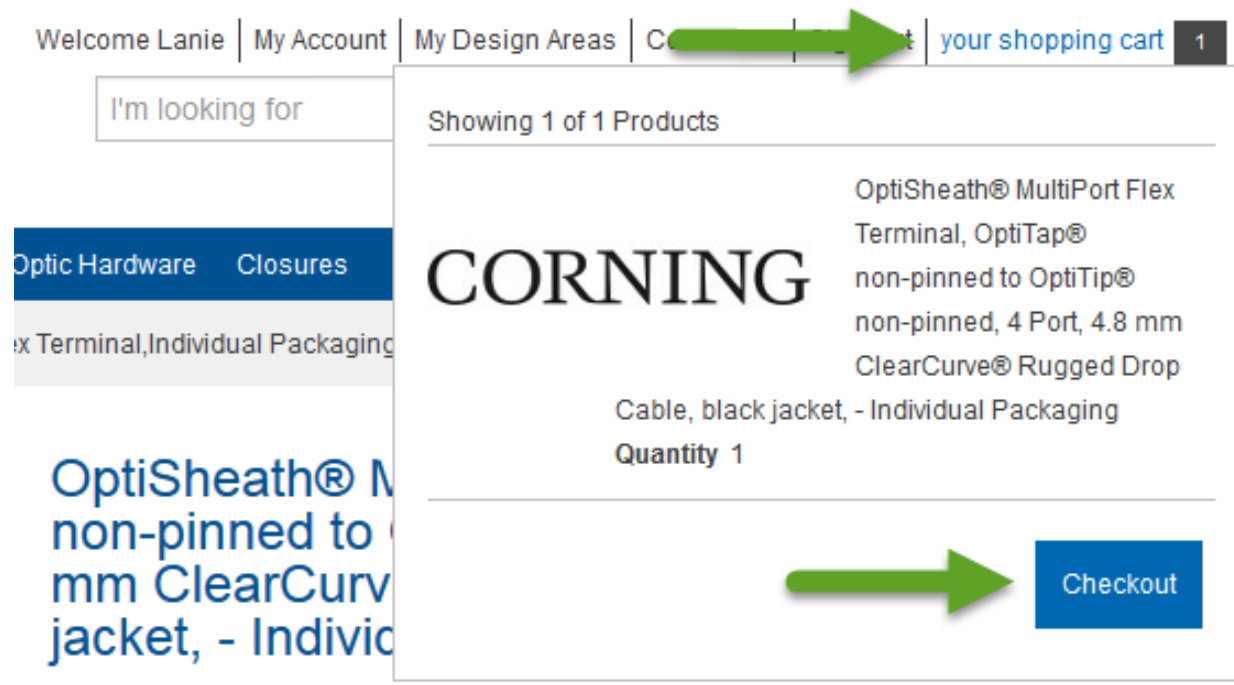 Welcome Lanie | My Account | My Design Areas | your shopping cart 1
I'm looking for
Showing 1 of 1 Products
OptiSheath® MultiPort Flex
Terminal, OptiTap®
non-pinned to OptiTip®
non-pinned, 4 Port, 4.8 mm
ClearCurve® Rugged Drop
Cable, black jacket, - Individual Packaging
Quantity 1
CORNING
Optic Hardware Closures
Terminal,Individual Packaging
OptiSheath®
non-pinned to
mm ClearCurv
jacket, - Individ
Checkout